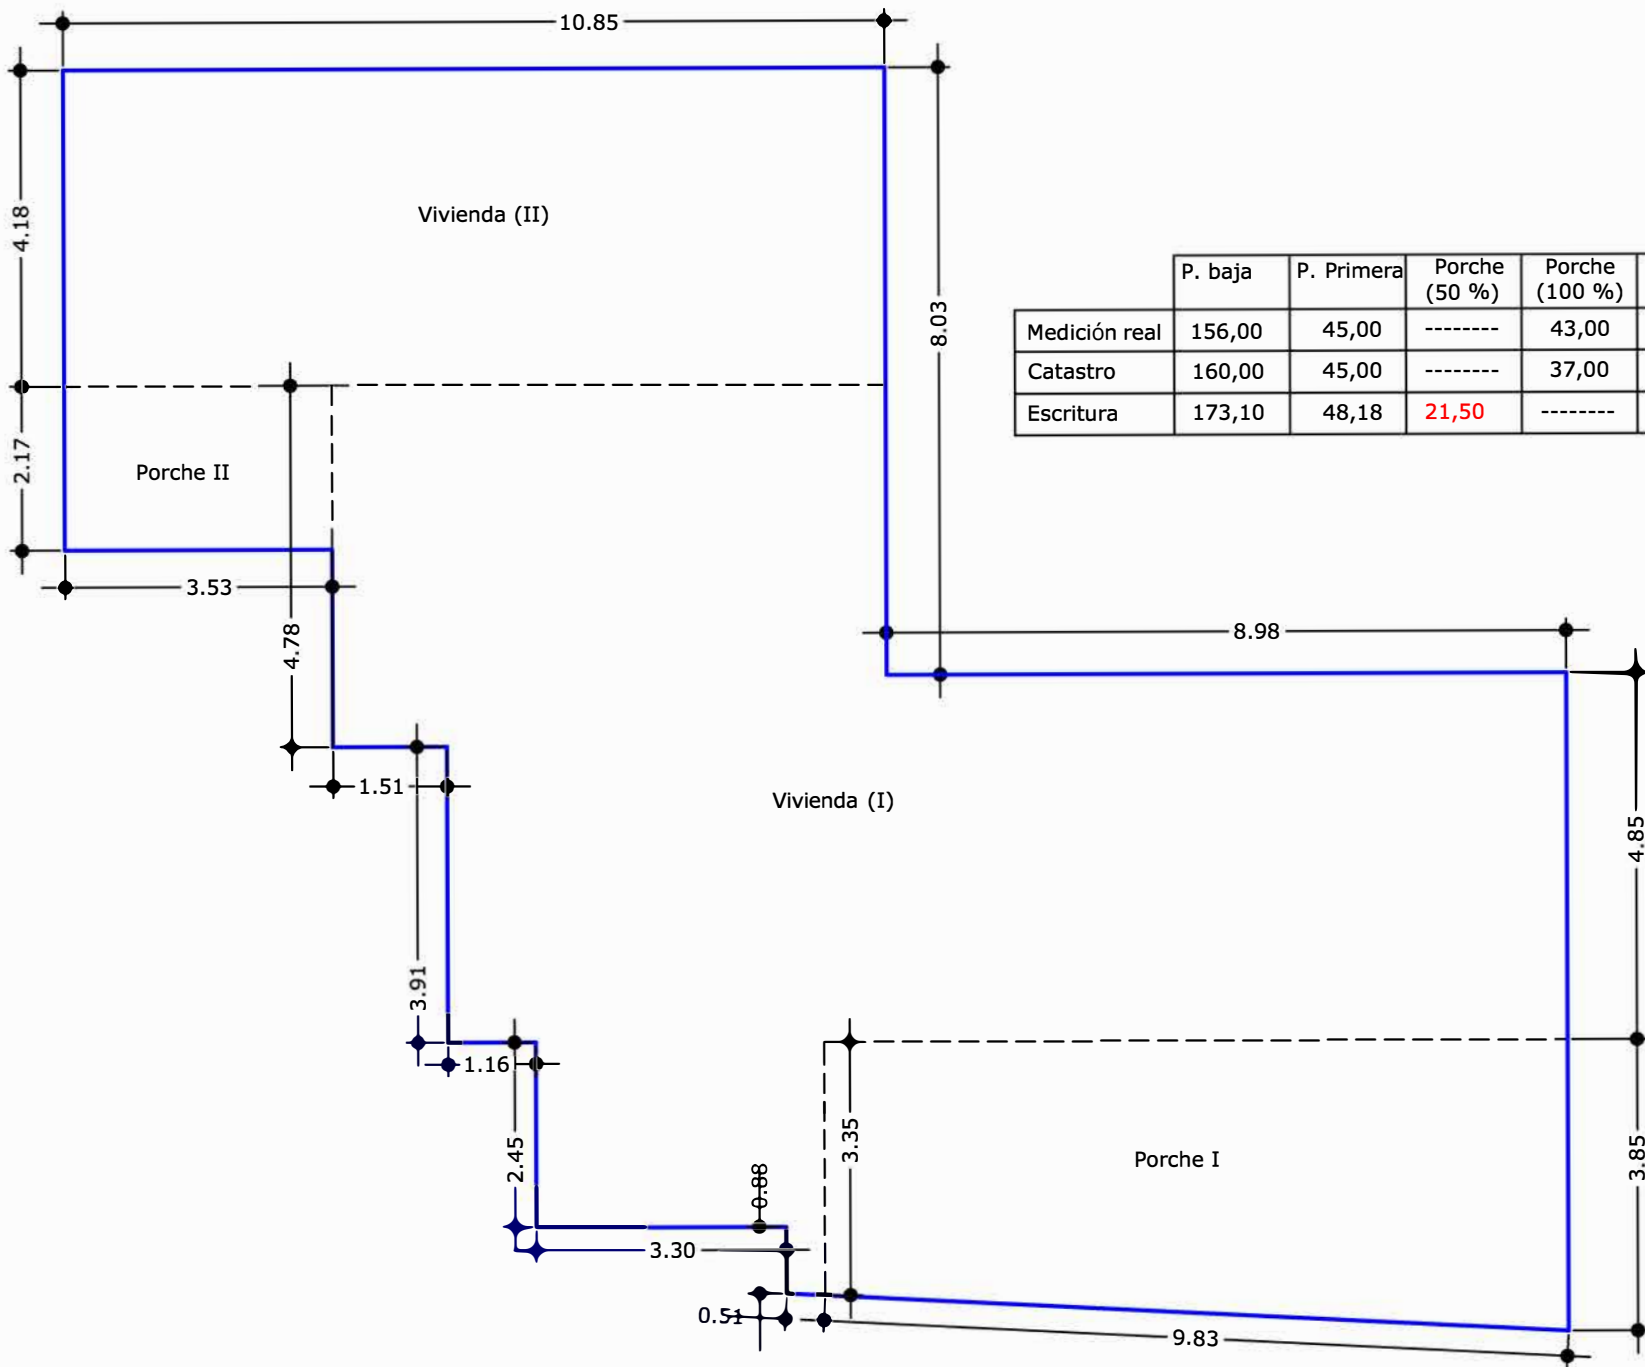 10.85
4.18
Vivienda (II)
8.03
P. baja P. Primera Porche (50 %) Porche (100 %)
Medición real 156,00 45,00 -------- 43,00
Catastro 160,00 45,00 -------- 37,00
Escritura 173,10 48,18 21,50 --------
2.17
Porche II
3.53
4.78
8.98
1.51
Vivienda (I)
4.85
3.91
1.16
2.45
3.35
Porche I
3.85
0.88
3.30
0.51
9.83